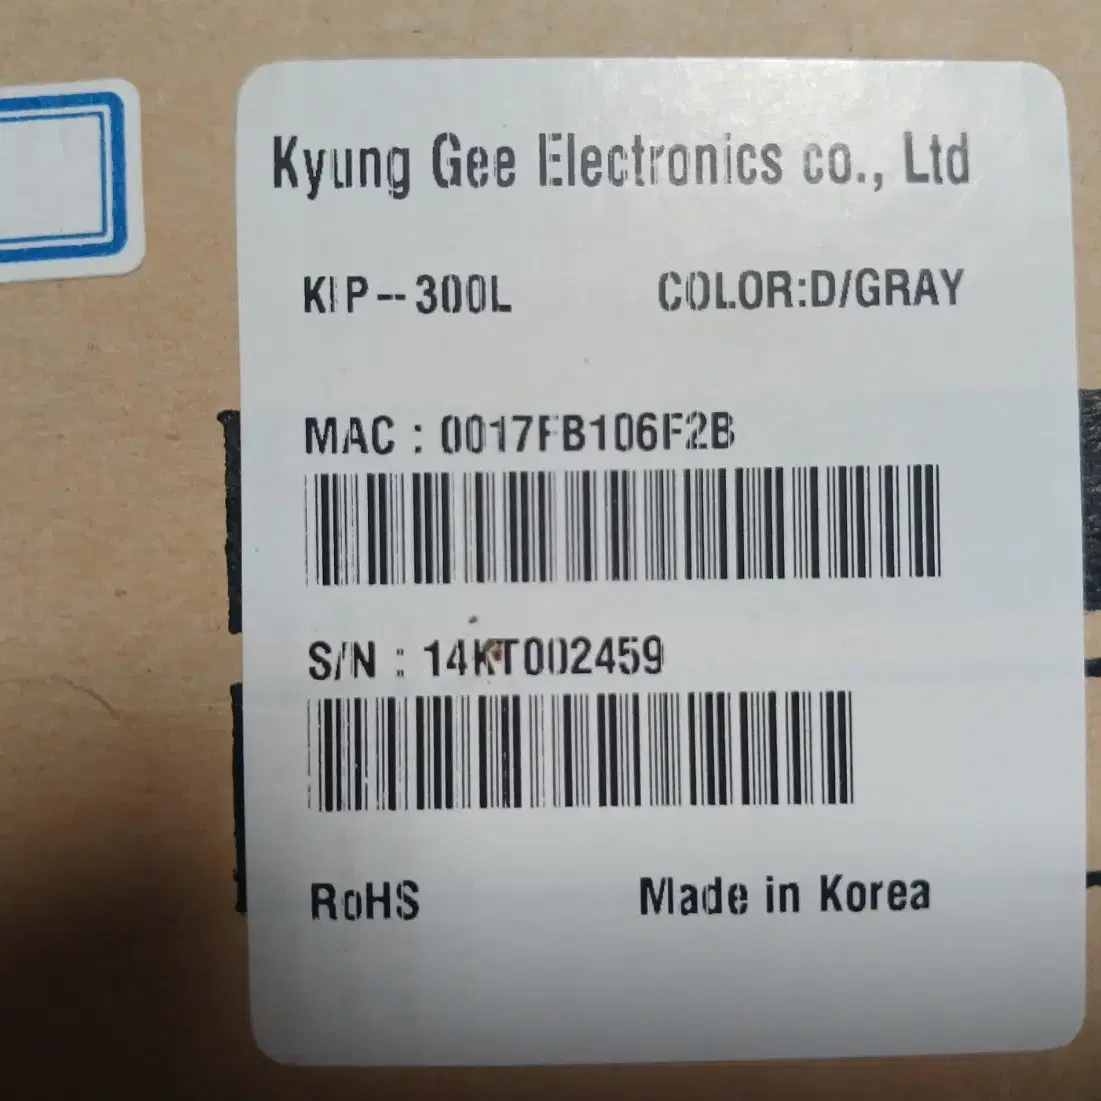 Kyung Gee Electronics co., Ltd
KIP-300L COLOR:D/GRAY
MAC : 0017FB106F2B
S/N : 14KT002459
RoHS Made in Korea